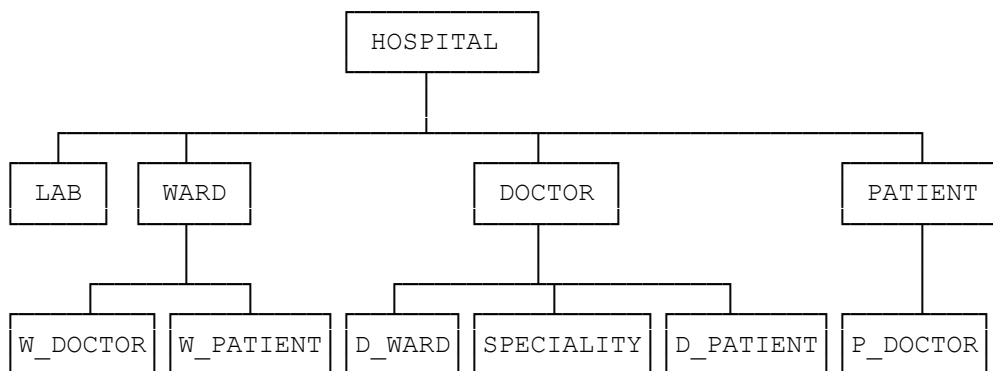 HOSPITAL
LAB WARD DOCTOR PATIENT
W_DOCTOR W_PATIENT D_WARD SPECIALITY D_PATIENT P_DOCTOR